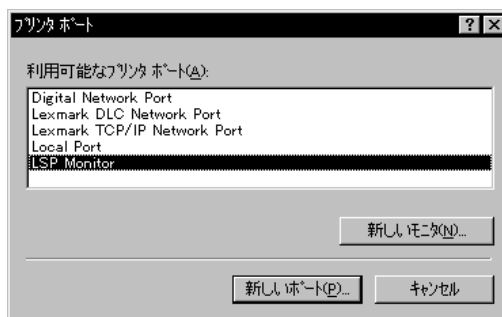 プリンタ ポート
利用可能なプリンタ ポート(A):
Digital Network Port
Lexmark DLC Network Port
Lexmark TCP/IP Network Port
Local Port
LSP Monitor
新しいモニタ(N)...
新しいポート(P)...
キャンセル